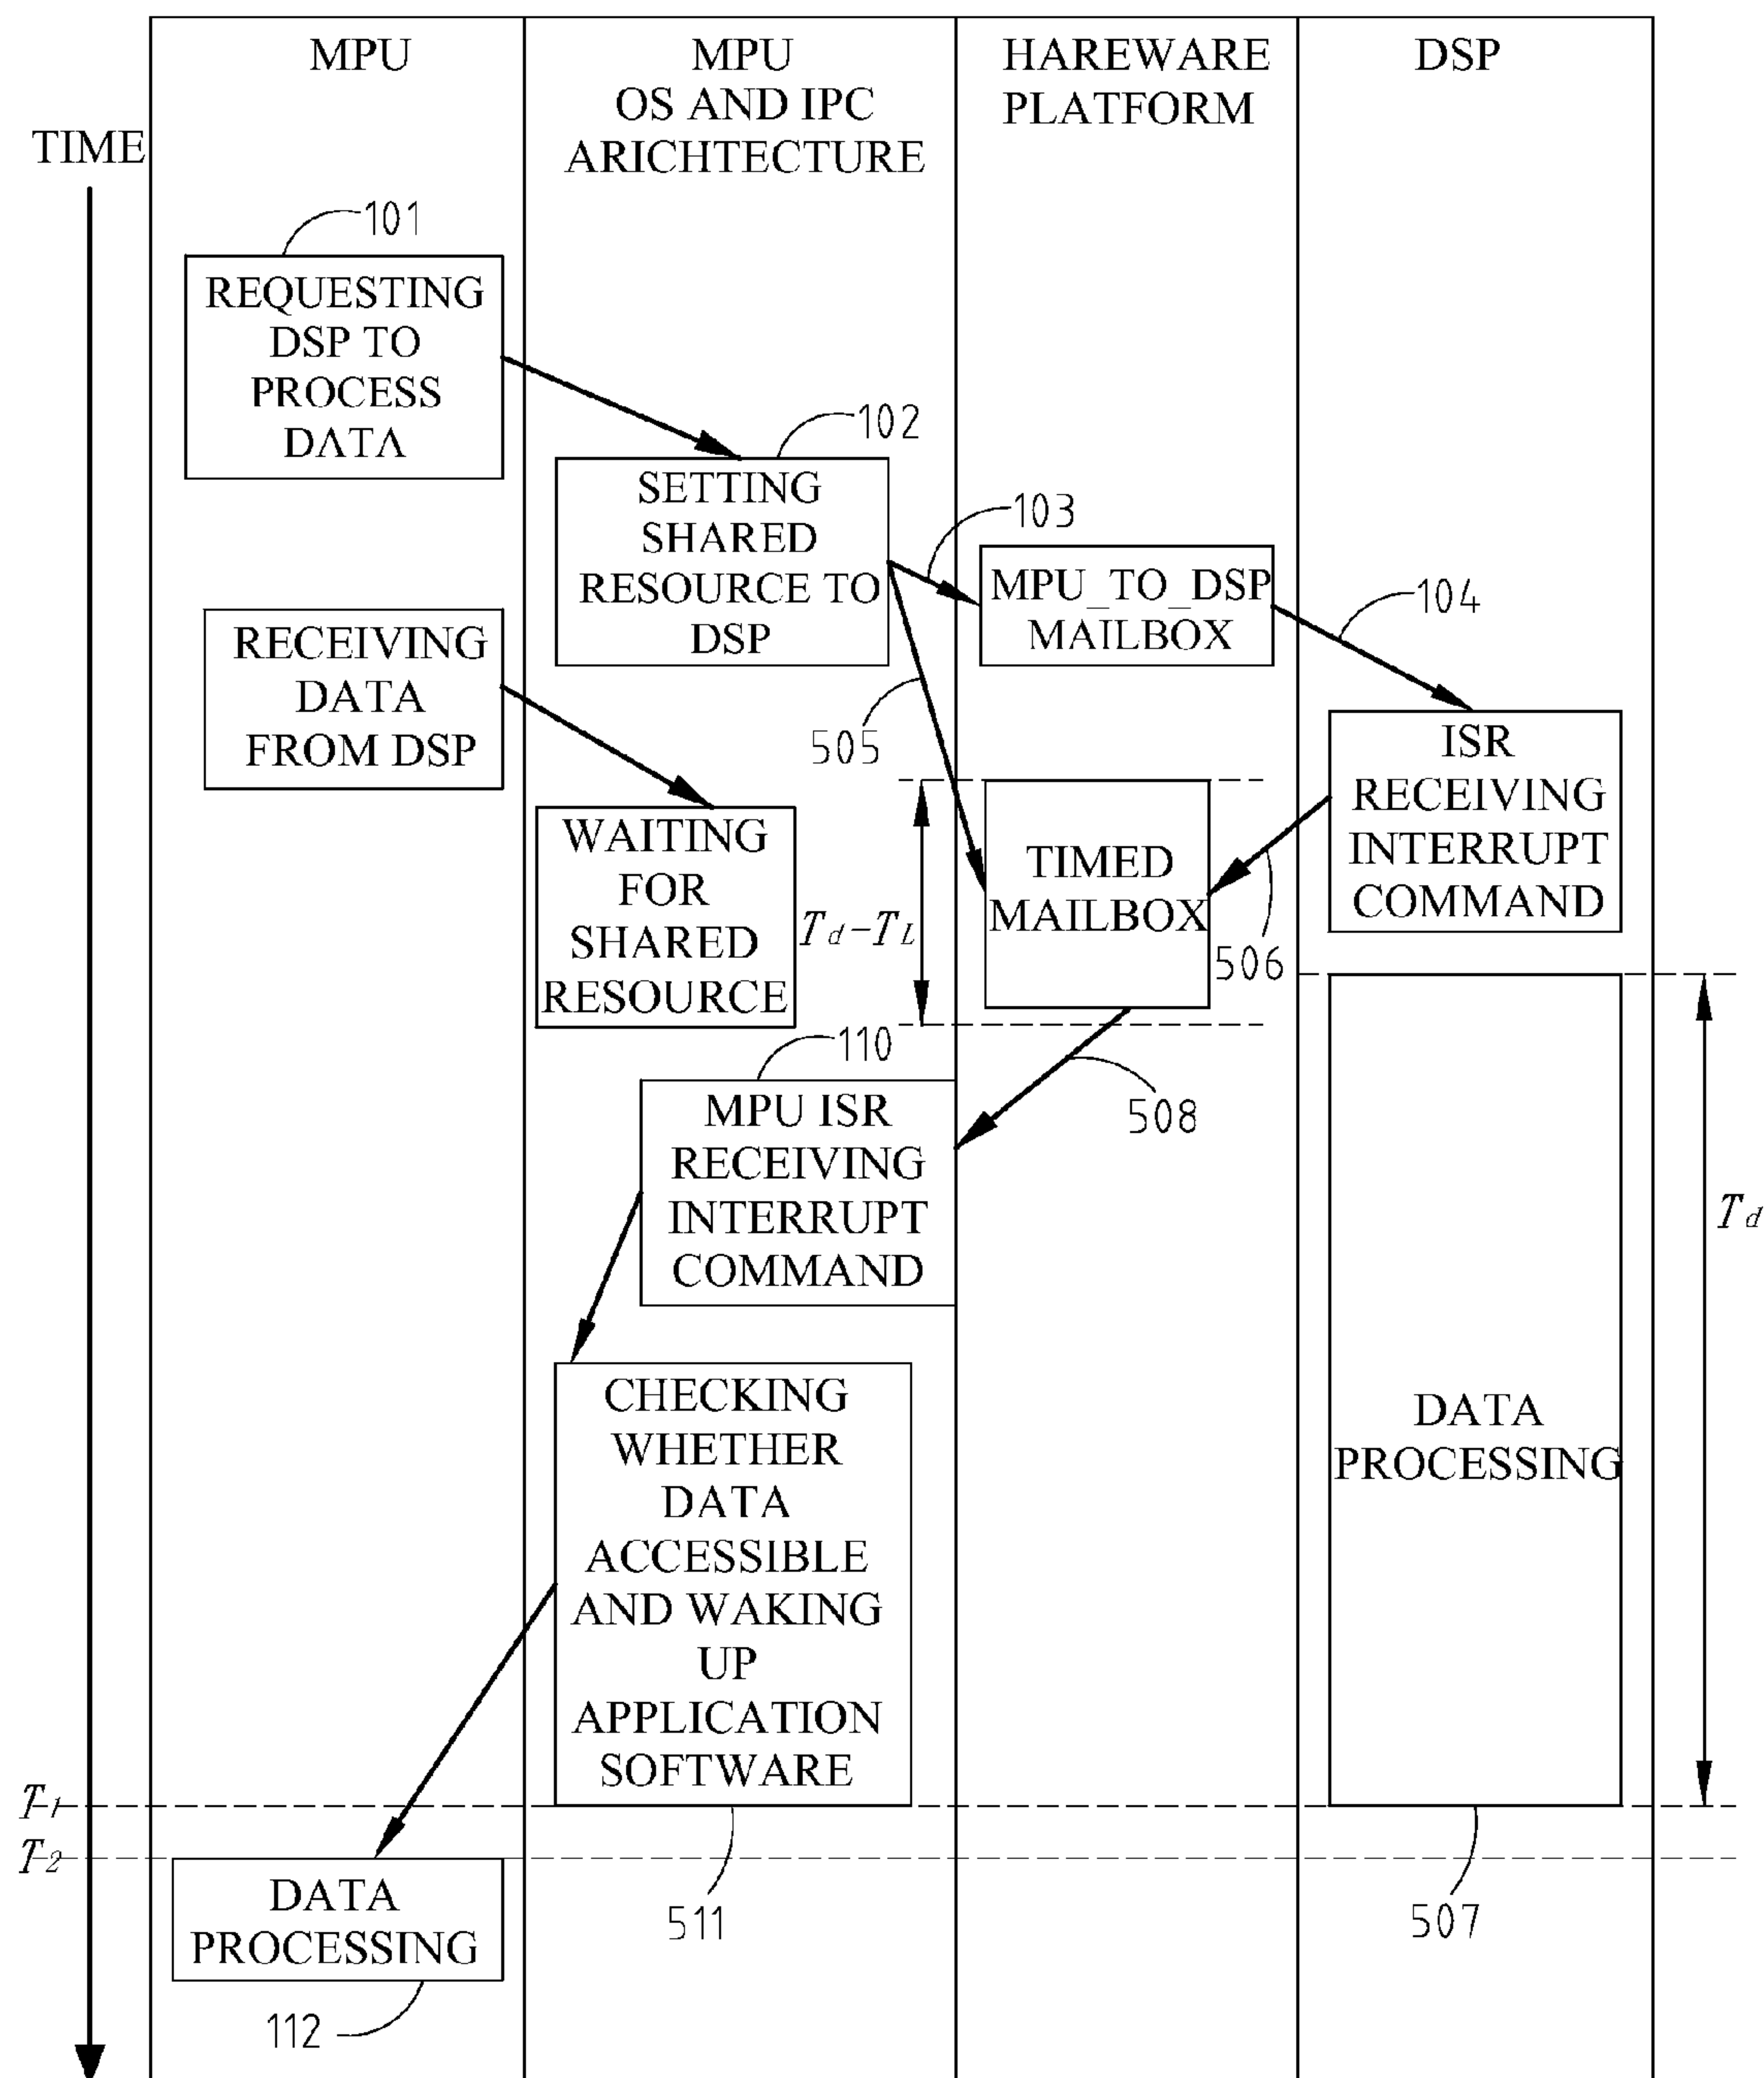 MPU
MPU
OS AND IPC
ARICHTECTURE
HAREWARE
PLATFORM
DSP
TIME
101
REQUESTING
DSP TO
PROCESS
DATA
102
SETTING
SHARED
RESOURCE TO
DSP
103
MPU_TO_DSP
MAILBOX
104
RECEIVING
DATA
FROM DSP
505
ISR
RECEIVING
INTERRUPT
COMMAND
WAITING
FOR
SHARED
RESOURCE
Td-TL
TIMED
MAILBOX
506
110
MPU ISR
RECEIVING
INTERRUPT
COMMAND
508
Td
CHECKING
WHETHER
DATA
ACCESSIBLE
AND WAKING
UP
APPLICATION
SOFTWARE
DATA
PROCESSING
T1
T2
DATA
PROCESSING
511
507
112